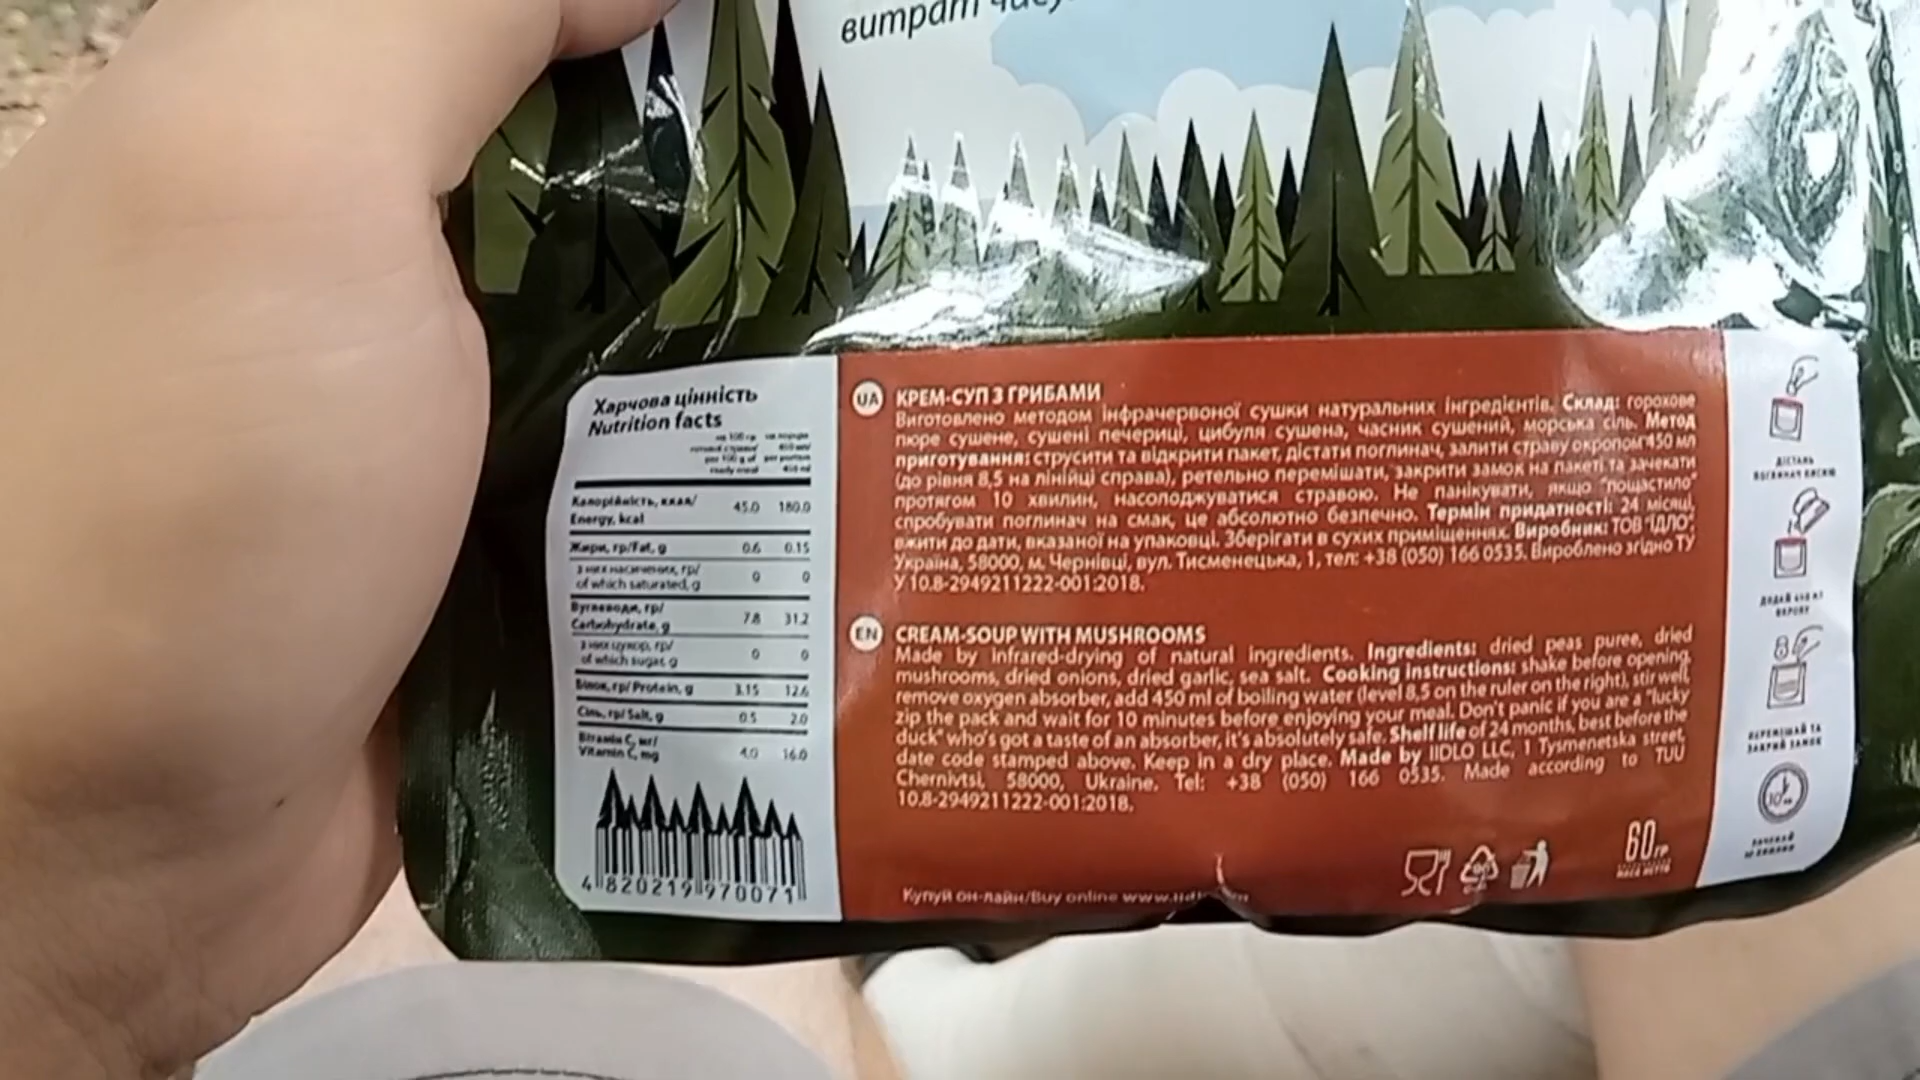 витрат часу
Харчова цінність
Nutrition facts
per 100 g of per portion
ready meal 450 ml
Калорійність, ккал/
Energy, kcal 45.0 180.0
Жири, гр/Fat, g 0.6 0.15
з них насичених, гр/
of which saturated, g 0 0
Вуглеводи, гр/
Carbohydrate, g 7.8 31.2
з них цукор, гр/
of which sugar, g 0 0
Білок, гр/ Protein, g 3.15 12.6
Сіль, гр/ Salt, g 0.5 2.0
Вітамін С, мг/
Vitamin C, mg 4.0 16.0
4 820219 970071
UA КРЕМ-СУП З ГРИБАМИ
Виготовлено методом інфрачервоної сушки натуральних інгредієнтів. Склад: горохове
пюре сушене, сушені печериці, цибуля сушена, часник сушений, морська сіль. Метод
приготування: струсити та відкрити пакет, дістати поглинач, залити страву окропом 450 мл
(до рівня 8,5 на лінійці справа), ретельно перемішати, закрити замок на пакеті та зачекати
протягом 10 хвилин, насолоджуватися стравою. Не панікувати, якщо "пощастило"
спробувати поглинач на смак, це абсолютно безпечно. Термін придатності: 24 місяці,
вжити до дати, вказаної на упаковці. Зберігати в сухих приміщеннях. Виробник: ТОВ "ЇДЛО",
Україна, 58000, м. Чернівці, вул. Тисменецька, 1, тел: +38 (050) 166 0535. Вироблено згідно ТУ
У 10.8-2949211222-001:2018.
EN CREAM-SOUP WITH MUSHROOMS
Made by infrared-drying of natural ingredients. Ingredients: dried peas puree, dried
mushrooms, dried onions, dried garlic, sea salt. Cooking instructions: shake before opening,
remove oxygen absorber, add 450 ml of boiling water (level 8,5 on the ruler on the right), stir well,
zip the pack and wait for 10 minutes before enjoying your meal. Don't panic if you are a "lucky
duck" who's got a taste of an absorber, it's absolutely safe. Shelf life of 24 months, best before the
date code stamped above. Keep in a dry place. Made by IIDLO LLC, 1 Tysmenetska street,
Chernivtsi, 58000, Ukraine. Tel: +38 (050) 166 0535. Made according to TUU
10.8-2949211222-001:2018.
Купуй он-лайн/Buy online
60 гр
маса нетто
дістань
поглинач кисню
додай 450 мл
окропу
перемішай та
закрий замок
10
зачекай
10 хвилин